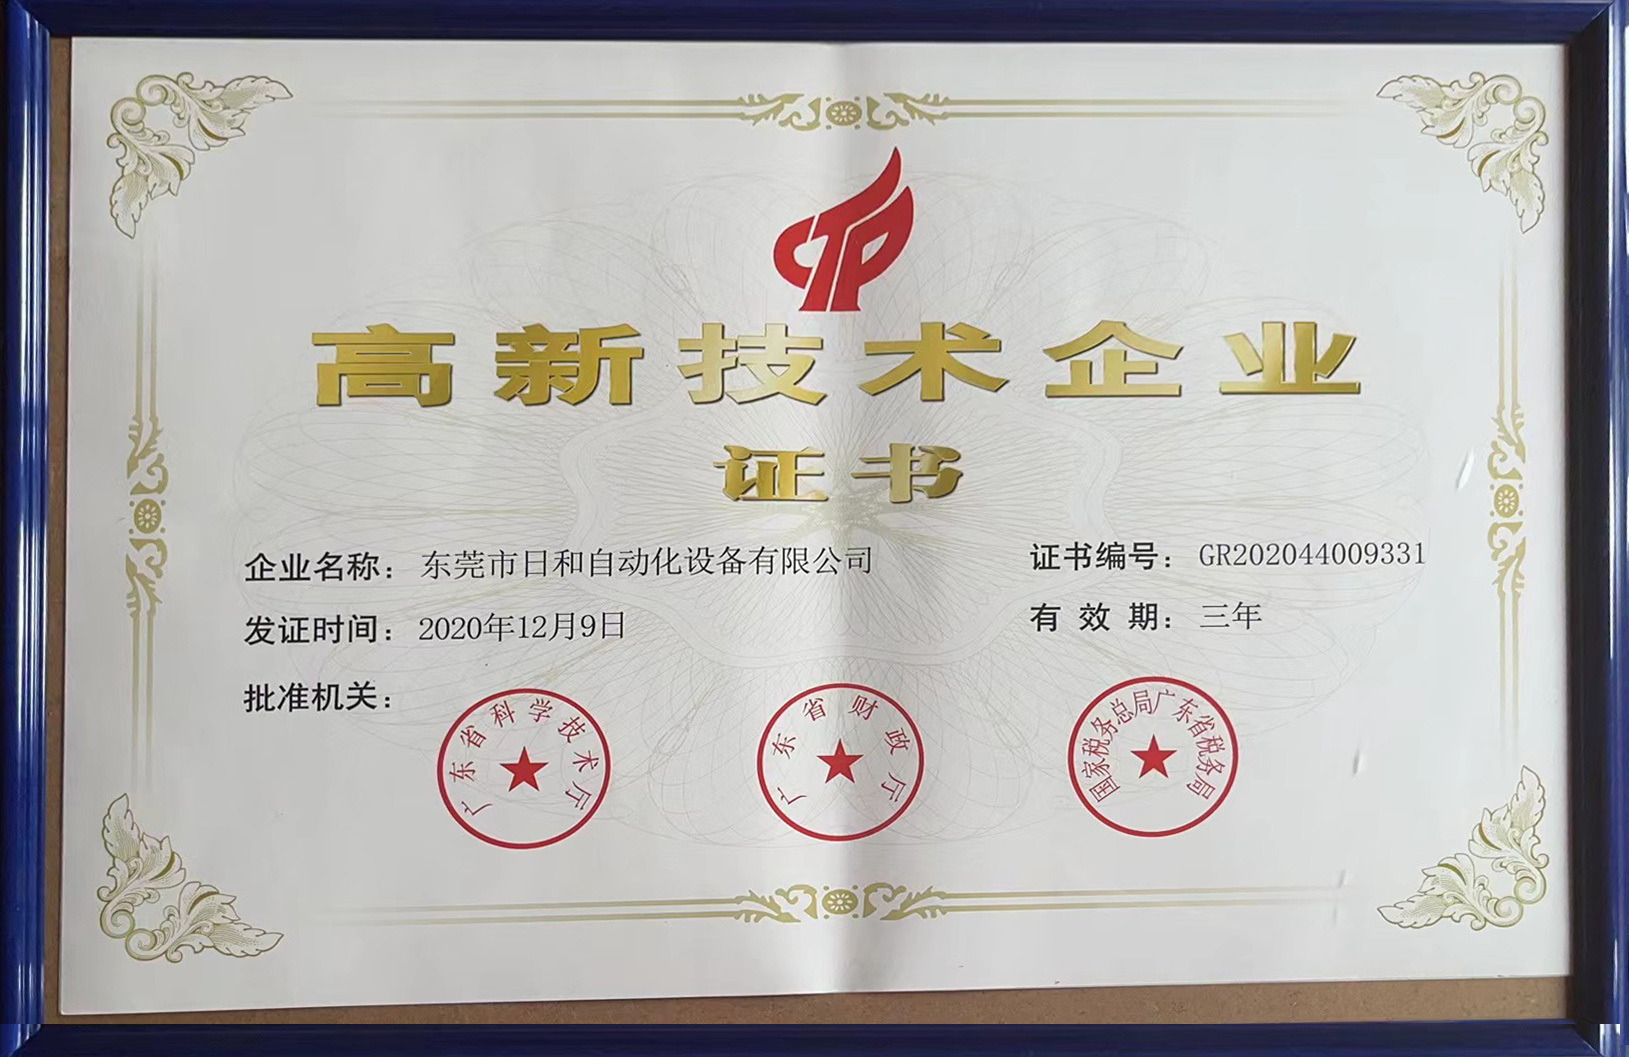 CTP
高新技术企业
证书
企业名称：东莞市日和自动化设备有限公司
证书编号：GR202044009331
发证时间：2020年12月9日
有效期：三年
批准机关：
广东省科学技术厅
广东省财政厅
国家税务总局广东省税务局